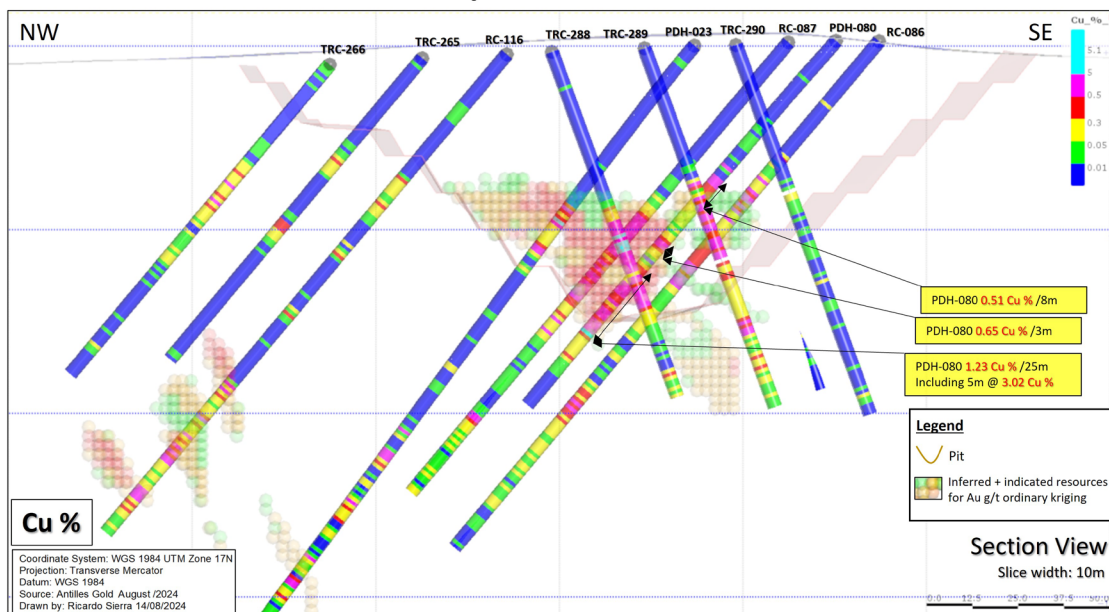 NW
SE
TRC-266
TRC-265
RC-116
TRC-288
TRC-289
PDH-023
TRC-290
RC-087
PDH-080
RC-086
Cu_%_
5.1
5
0.5
0.3
0.05
0.01
PDH-080 0.51 Cu % /8m
PDH-080 0.65 Cu % /3m
PDH-080 1.23 Cu % /25m
Including 5m @ 3.02 Cu %
Legend
Pit
Inferred + indicated resources
for Au g/t ordinary kriging
Cu %
Coordinate System: WGS 1984 UTM Zone 17N
Projection: Transverse Mercator
Datum: WGS 1984
Source: Antilles Gold August /2024
Drawn by: Ricardo Sierra 14/08/2024
Section View
Slice width: 10m
0.0 12.5 25.0 37.5 50.0